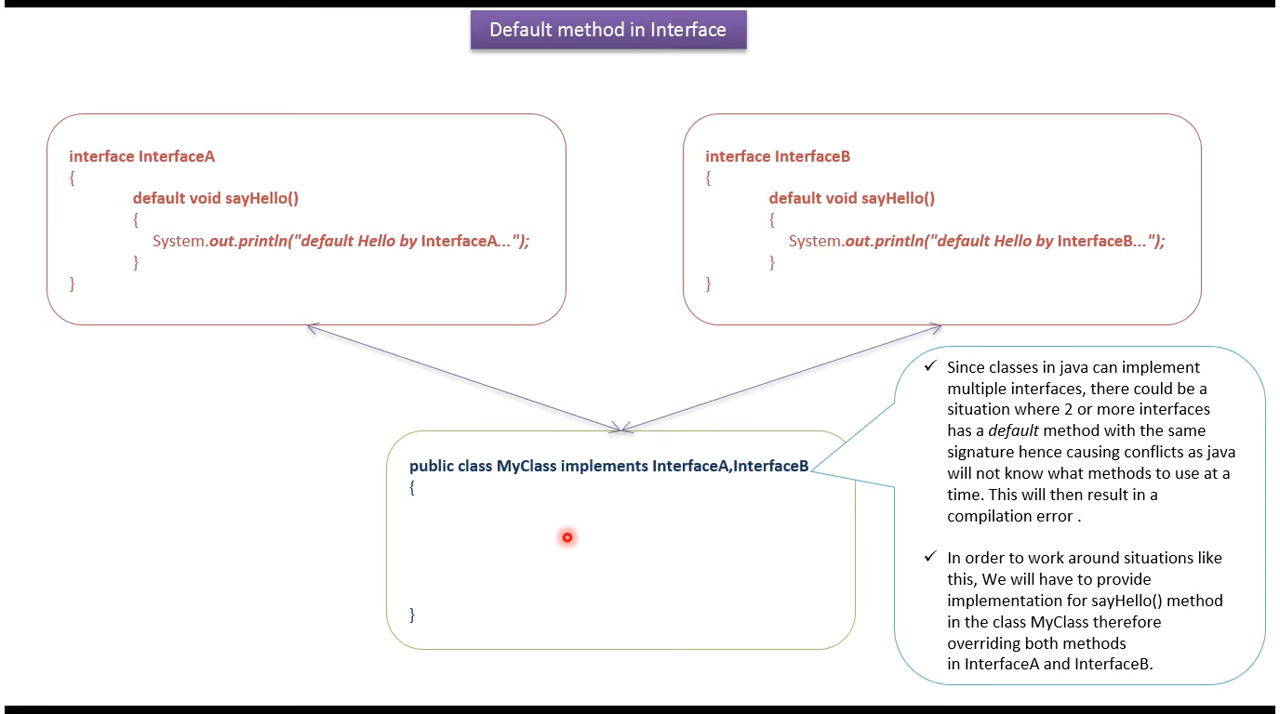 Default method in Interface
interface InterfaceA
{
default void sayHello()
{
System.out.println("default Hello by InterfaceA...");
}
}
interface InterfaceB
{
default void sayHello()
{
System.out.println("default Hello by InterfaceB...");
}
}
public class MyClass implements InterfaceA,InterfaceB
{
}
✓ Since classes in java can implement
multiple interfaces, there could be a
situation where 2 or more interfaces
has a default method with the same
signature hence causing conflicts as java
will not know what methods to use at a
time. This will then result in a
compilation error .
✓ In order to work around situations like
this, We will have to provide
implementation for sayHello() method
in the class MyClass therefore
overriding both methods
in InterfaceA and InterfaceB.